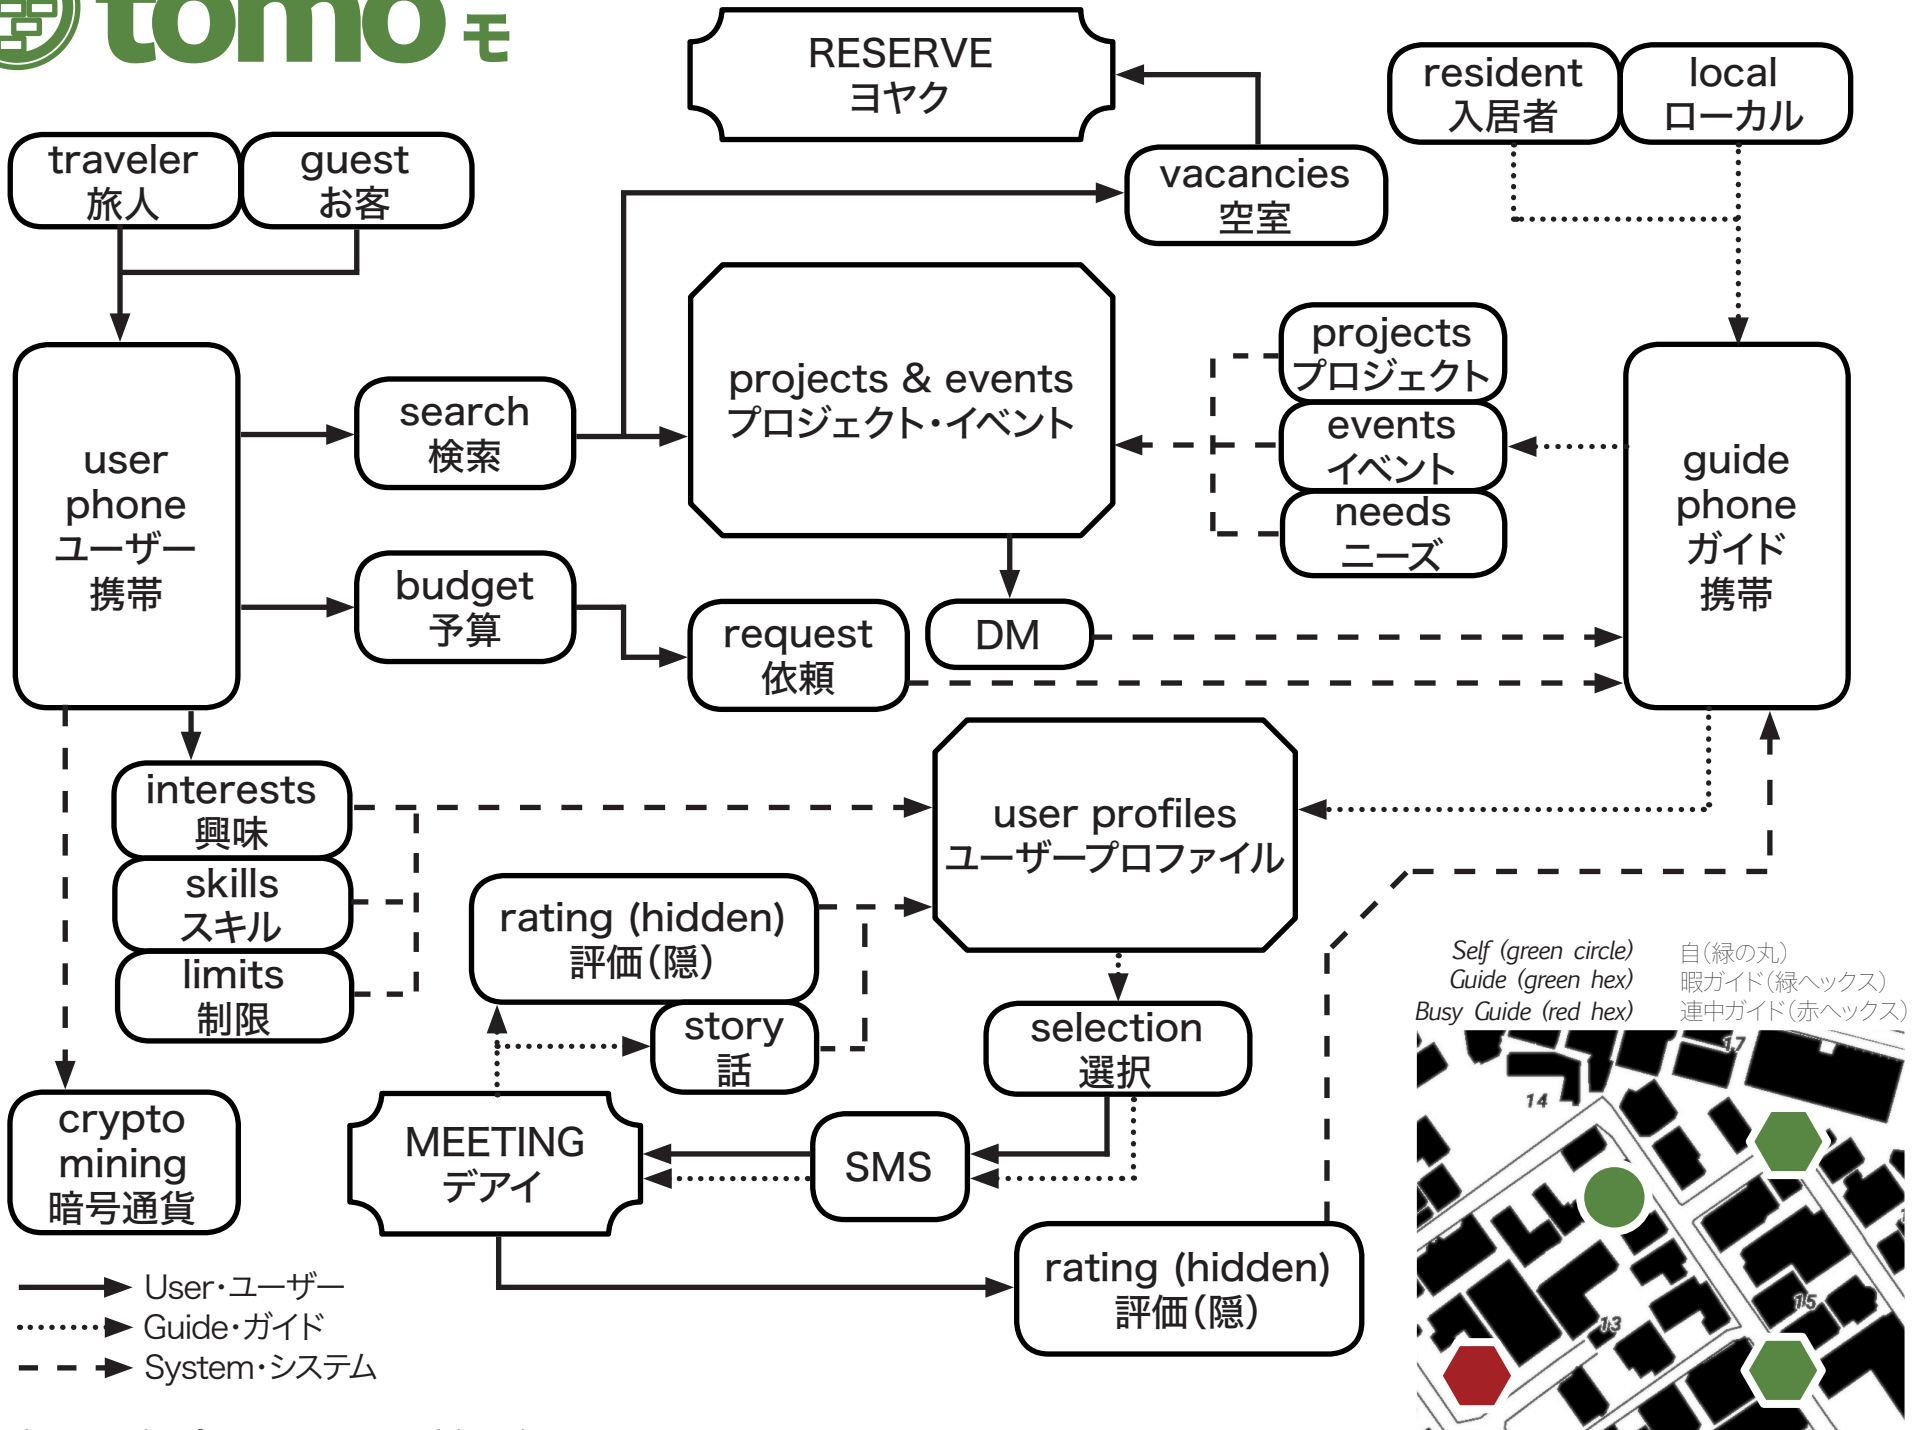 tomo モ
RESERVE
ヨヤク
resident
入居者
local
ローカル
traveler
旅人
guest
お客
vacancies
空室
projects & events
プロジェクト・イベント
projects
プロジェクト
events
イベント
needs
ニーズ
user
phone
ユーザー
携帯
search
検索
guide
phone
ガイド
携帯
budget
予算
request
依頼
DM
interests
興味
skills
スキル
limits
制限
user profiles
ユーザープロファイル
rating (hidden)
評価(隠)
story
話
selection
選択
crypto
mining
暗号通貨
MEETING
デアイ
SMS
rating (hidden)
評価(隠)
User・ユーザー
Guide・ガイド
System・システム
Self (green circle) 自(緑の丸)
Guide (green hex) 暇ガイド(緑ヘックス)
Busy Guide (red hex) 連中ガイド(赤ヘックス)
17
14
15
13